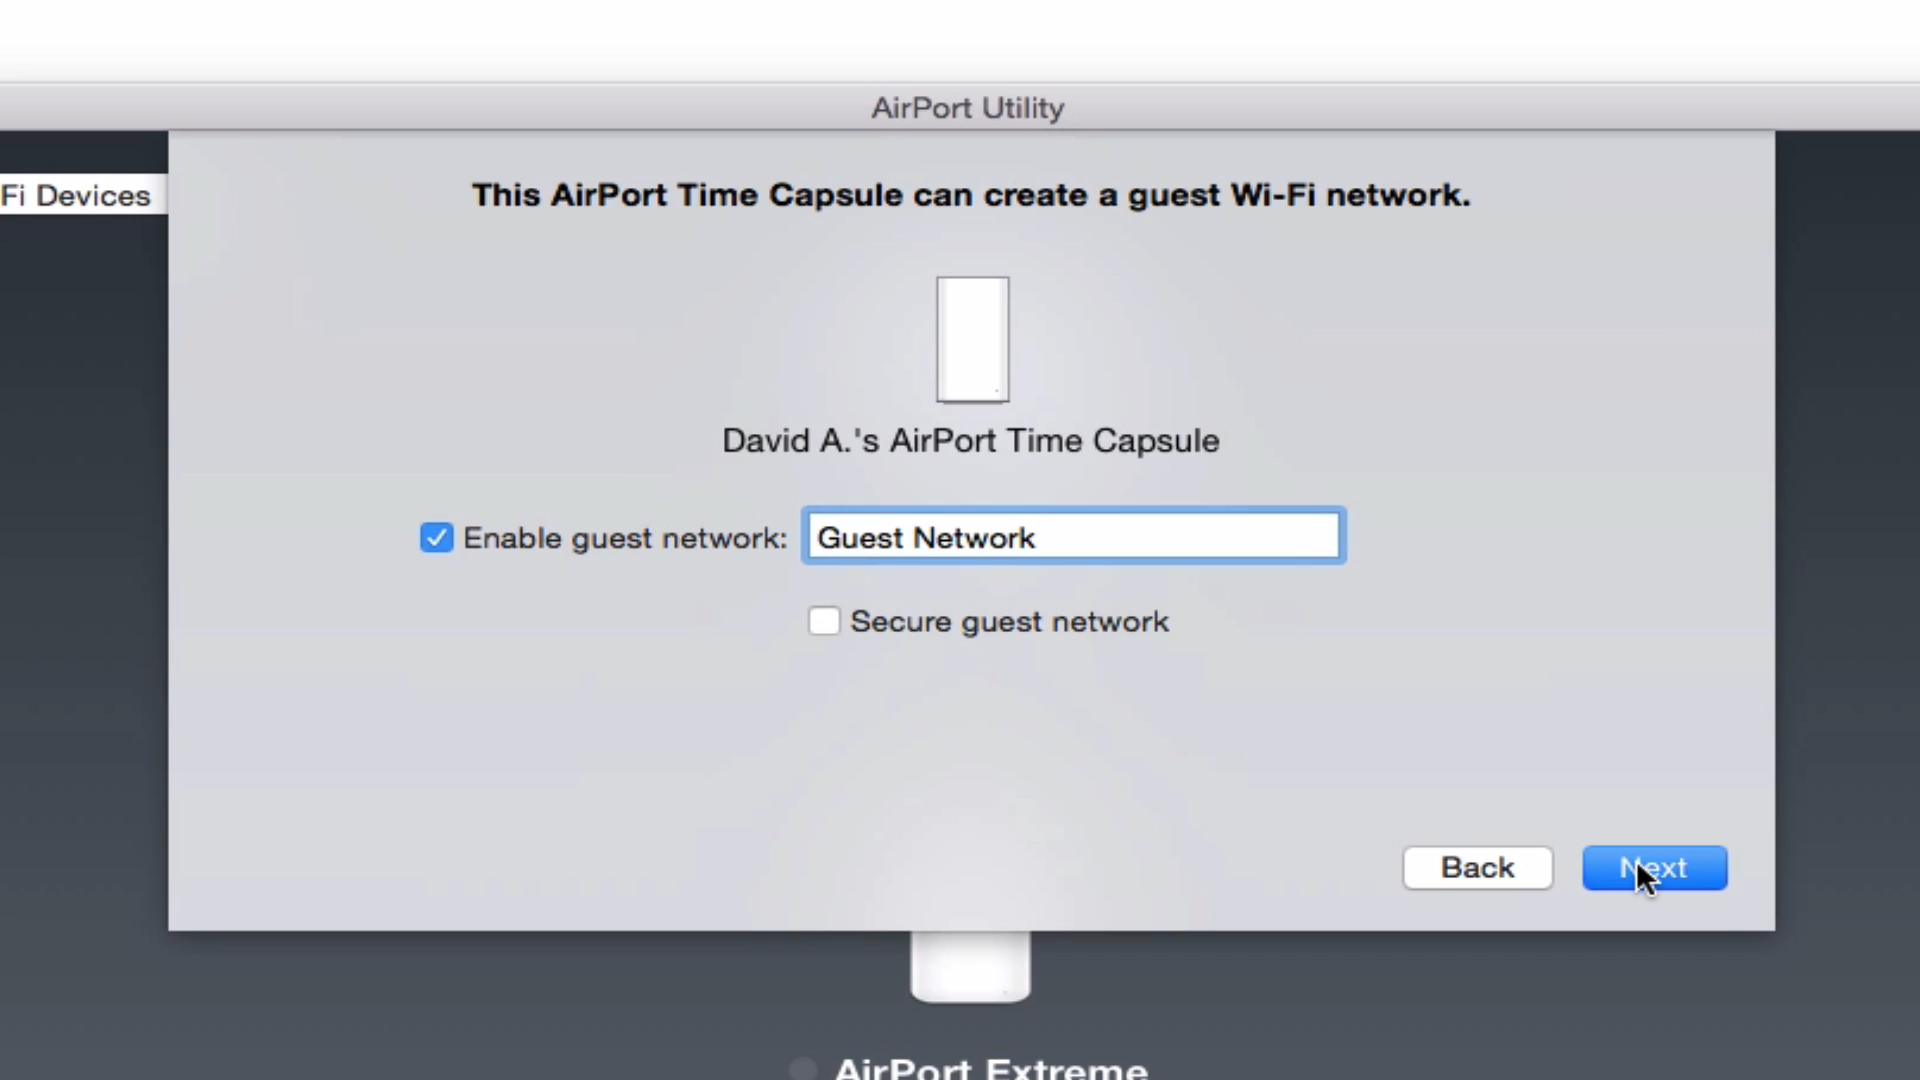 AirPort Utility
Fi Devices
This AirPort Time Capsule can create a guest Wi-Fi network.
David A.'s AirPort Time Capsule
Enable guest network: Guest Network
Secure guest network
Back Next
AirPort Extreme